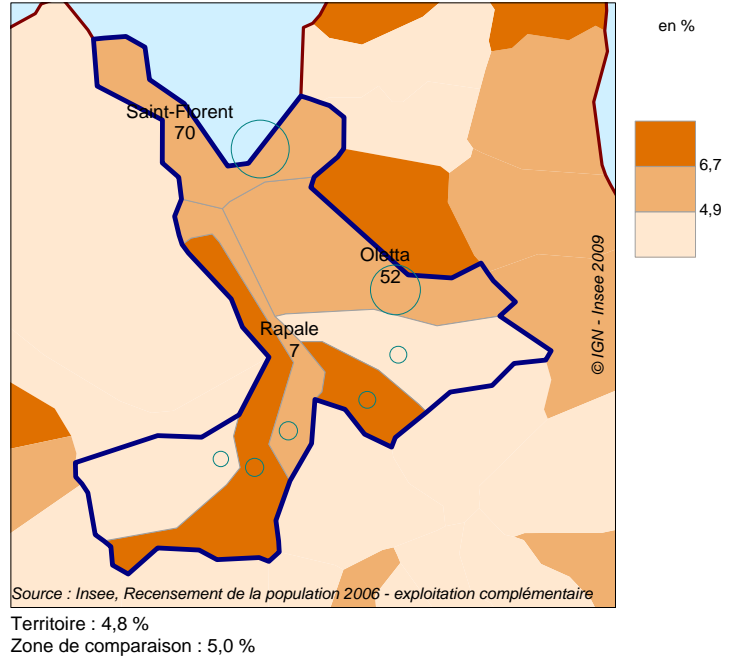 en %
6,7
4,9
Saint-Florent
70
Oletta
52
Rapale
7
© IGN - Insee 2009
Source : Insee, Recensement de la population 2006 - exploitation complémentaire
Territoire : 4,8 %
Zone de comparaison : 5,0 %